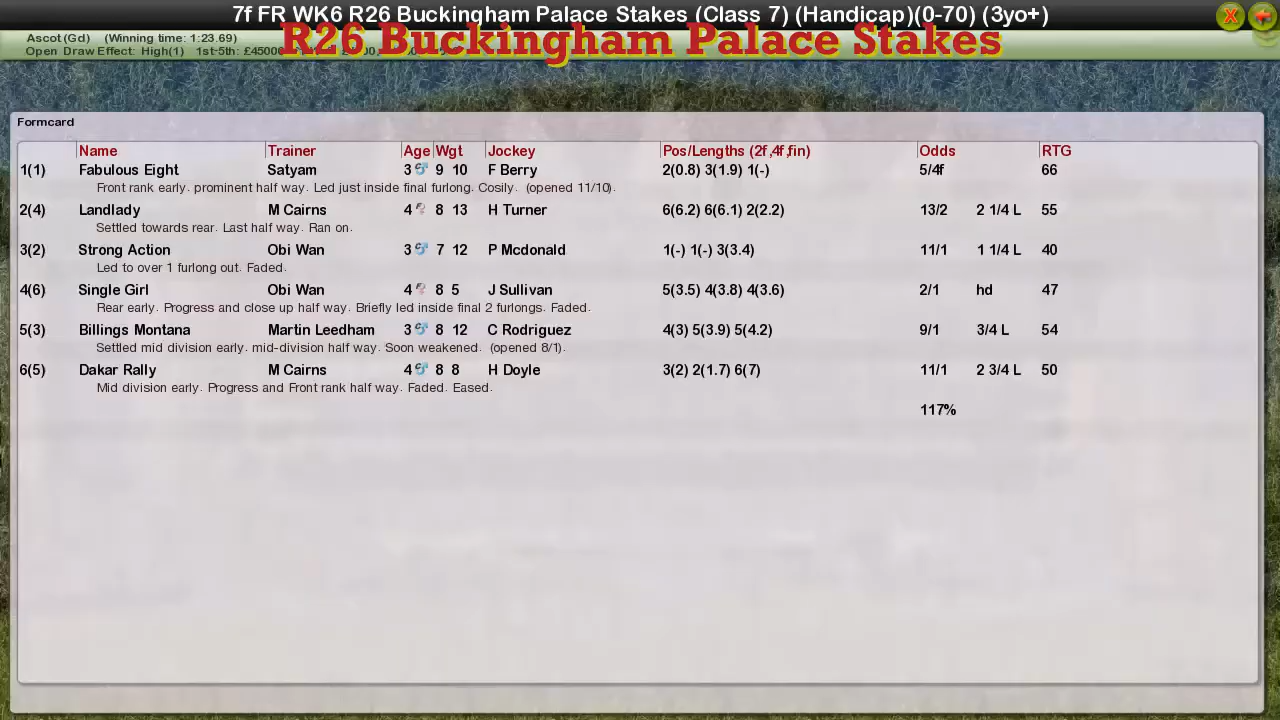 7f FR WK6 R26 Buckingham Palace Stakes (Class 7) (Handicap)(0-70) (3yo+)
R26 Buckingham Palace Stakes
Ascot(Gd) (Winning time: 1:23.69)
Open Draw Effect: High(1) 1st-5th: £45000
Formcard
Name Trainer Age Wgt Jockey Pos/Lengths (2f,4f,fin) Odds RTG
1(1) Fabulous Eight Satyam 3 9 10 F Berry 2(0.8) 3(1.9) 1(-) 5/4f 66
Front rank early. prominent half way. Led just inside final furlong. Cosily. (opened 11/10).
2(4) Landlady M Cairns 4 8 13 H Turner 6(6.2) 6(6.1) 2(2.2) 13/2 2 1/4 L 55
Settled towards rear. Last half way. Ran on.
3(2) Strong Action Obi Wan 3 7 12 P Mcdonald 1(-) 1(-) 3(3.4) 11/1 1 1/4 L 40
Led to over 1 furlong out. Faded.
4(6) Single Girl Obi Wan 4 8 5 J Sullivan 5(3.5) 4(3.8) 4(3.6) 2/1 hd 47
Rear early. Progress and close up half way. Briefly led inside final 2 furlongs. Faded.
5(3) Billings Montana Martin Leedham 3 8 12 C Rodriguez 4(3) 5(3.9) 5(4.2) 9/1 3/4 L 54
Settled mid division early. mid-division half way. Soon weakened. (opened 8/1).
6(5) Dakar Rally M Cairns 4 8 8 H Doyle 3(2) 2(1.7) 6(7) 11/1 2 3/4 L 50
Mid division early. Progress and Front rank half way. Faded. Eased.
117%